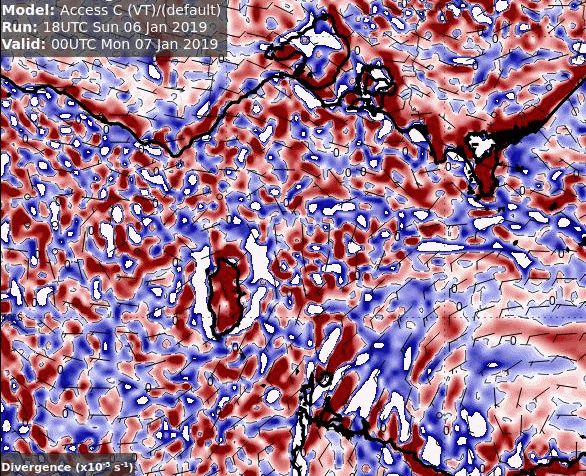 Model: Access C (VT)/(default)
Run: 18UTC Sun 06 Jan 2019
Valid: 00UTC Mon 07 Jan 2019
Divergence (x10⁻⁵ s⁻¹)